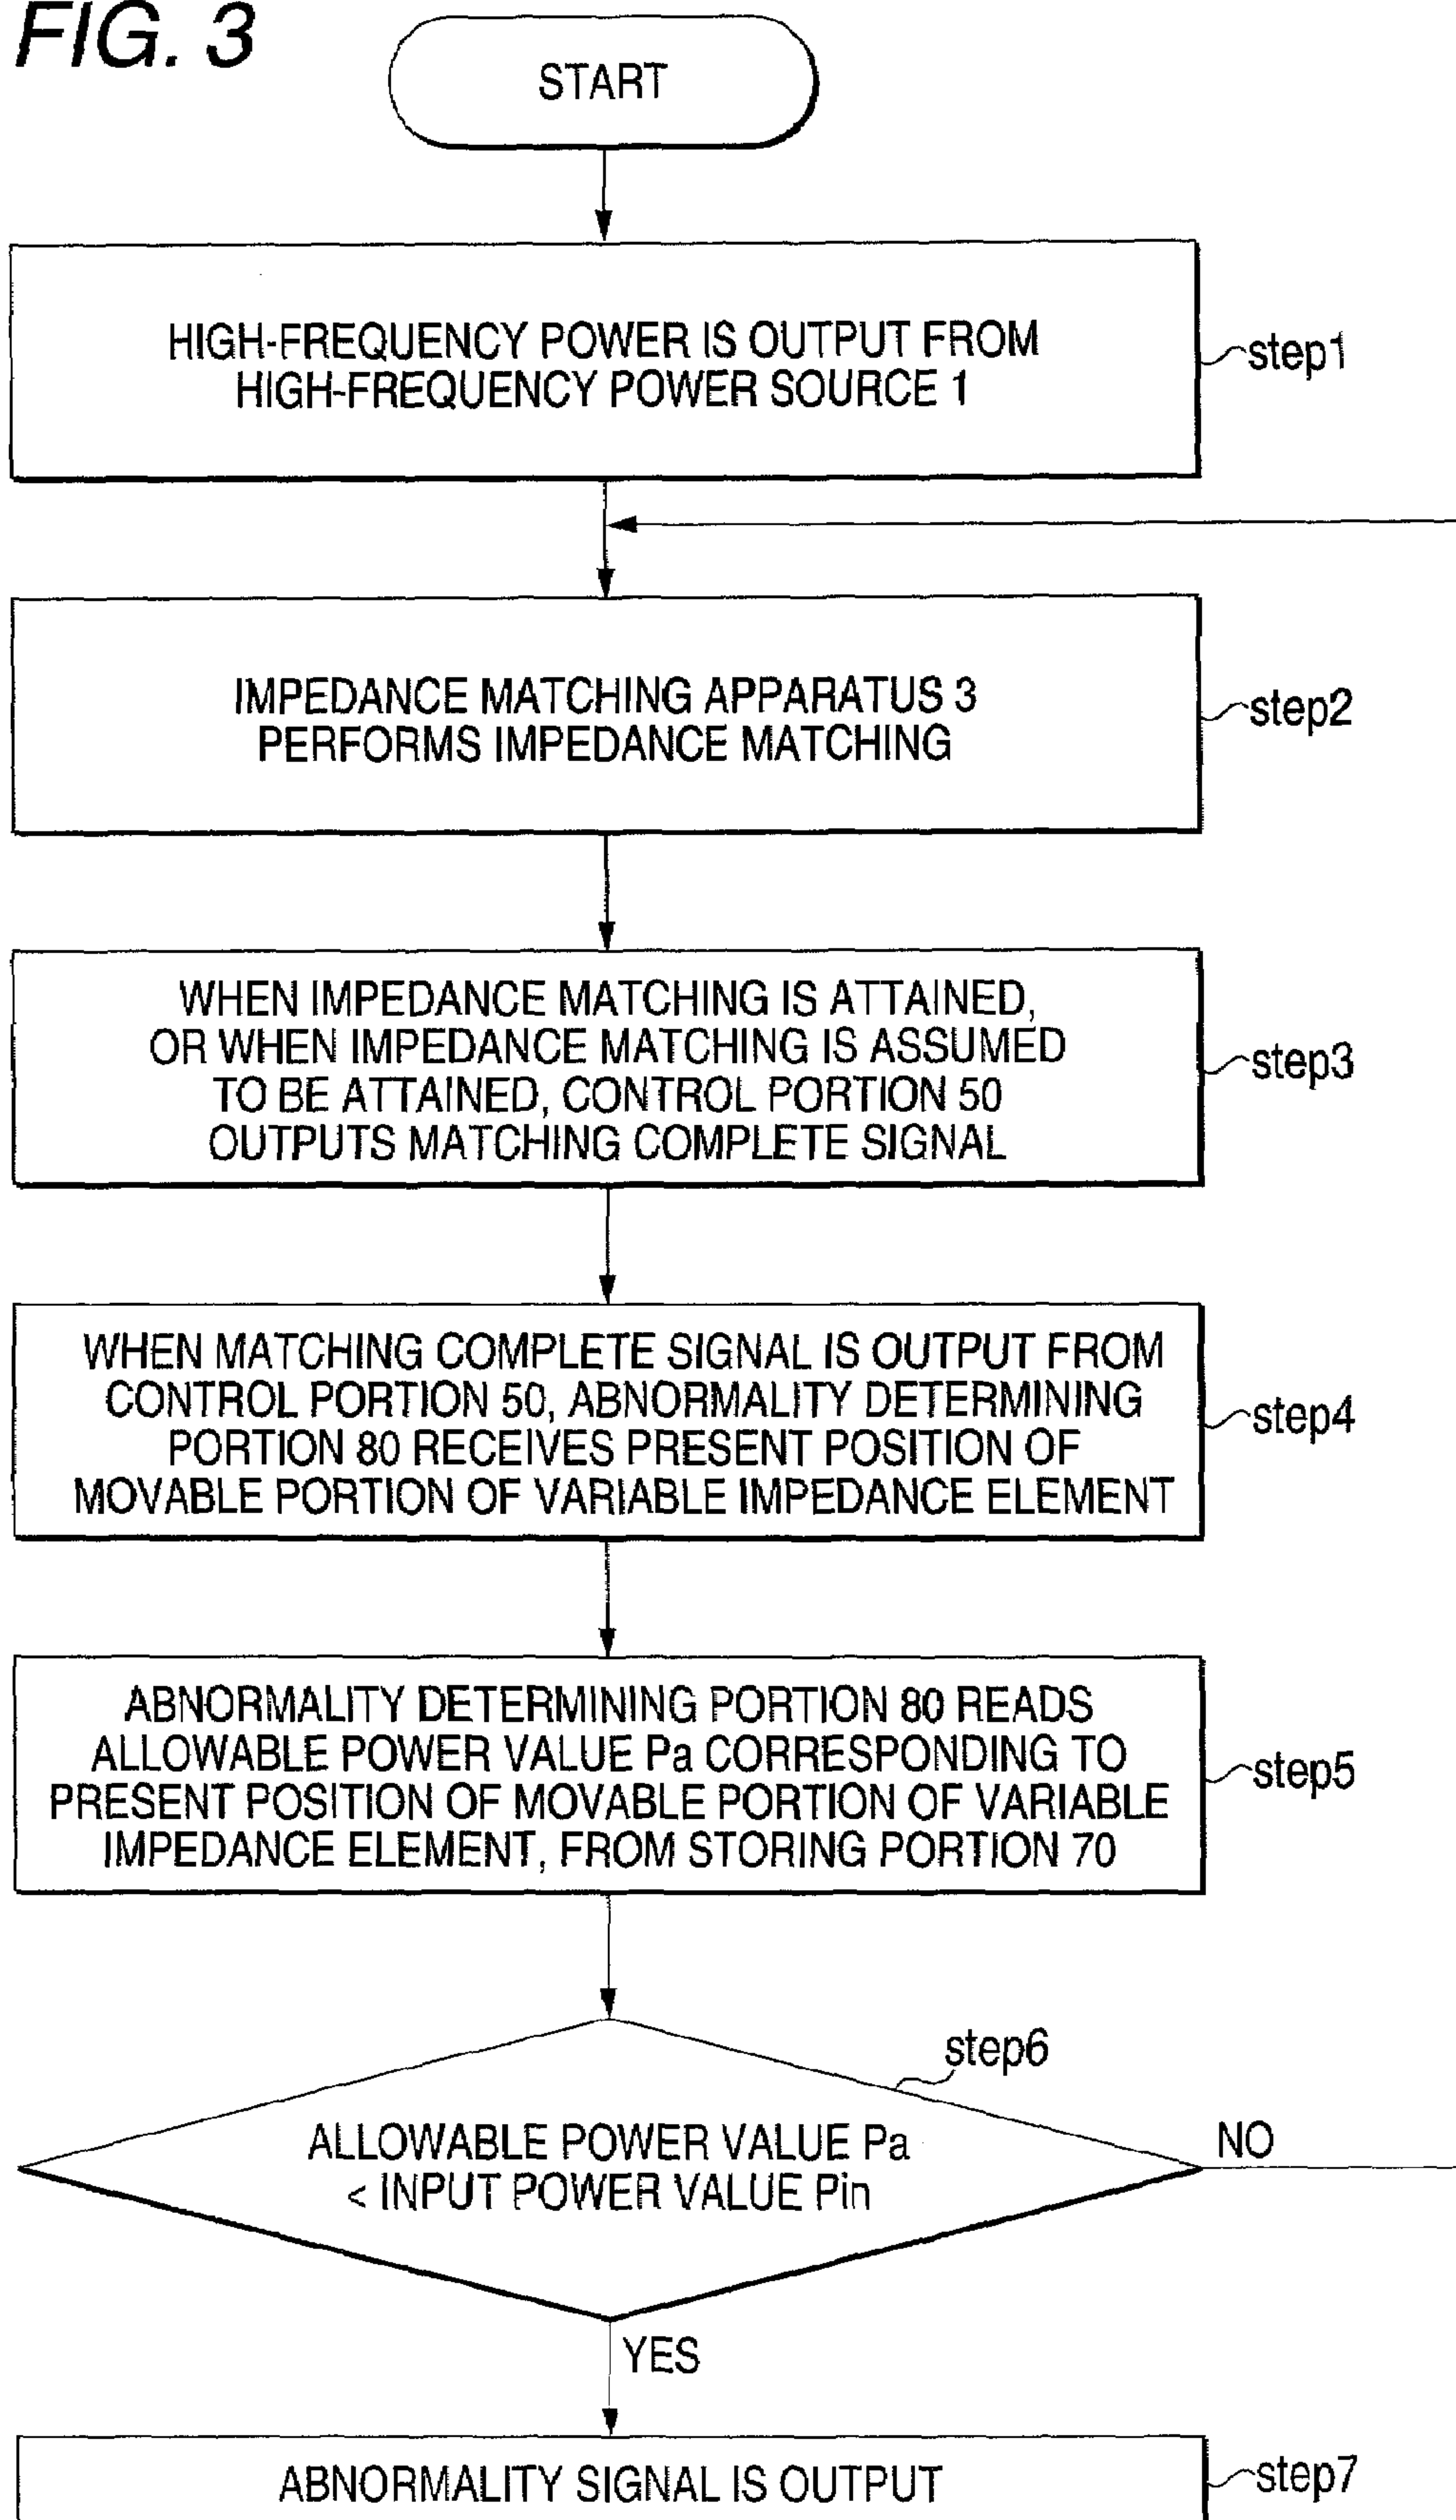 FIG. 3
START
HIGH-FREQUENCY POWER IS OUTPUT FROM
HIGH-FREQUENCY POWER SOURCE 1
step1
IMPEDANCE MATCHING APPARATUS 3
PERFORMS IMPEDANCE MATCHING
step2
WHEN IMPEDANCE MATCHING IS ATTAINED,
OR WHEN IMPEDANCE MATCHING IS ASSUMED
TO BE ATTAINED, CONTROL PORTION 50
OUTPUTS MATCHING COMPLETE SIGNAL
step3
WHEN MATCHING COMPLETE SIGNAL IS OUTPUT FROM
CONTROL PORTION 50, ABNORMALITY DETERMINING
PORTION 80 RECEIVES PRESENT POSITION OF
MOVABLE PORTION OF VARIABLE IMPEDANCE ELEMENT
step4
ABNORMALITY DETERMINING PORTION 80 READS
ALLOWABLE POWER VALUE Pa CORRESPONDING TO
PRESENT POSITION OF MOVABLE PORTION OF VARIABLE
IMPEDANCE ELEMENT, FROM STORING PORTION 70
step5
step6
ALLOWABLE POWER VALUE Pa
< INPUT POWER VALUE Pin
NO
YES
ABNORMALITY SIGNAL IS OUTPUT
step7